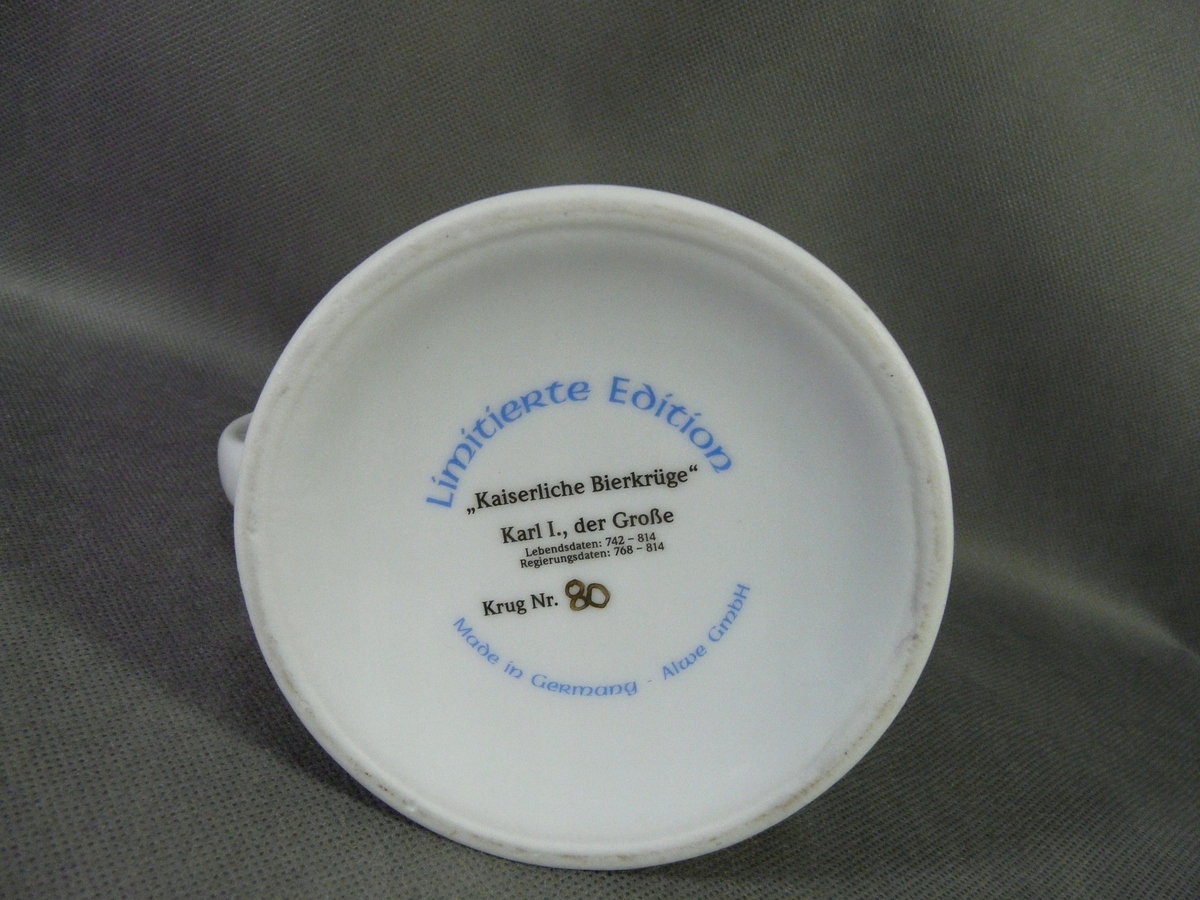 Limitierte Edition
„Kaiserliche Bierkrüge“
Karl I., der Große
Lebendsdaten: 742 – 814
Regierungsdaten: 768 – 814
Krug Nr. 80
Made in Germany - Alwe GmbH